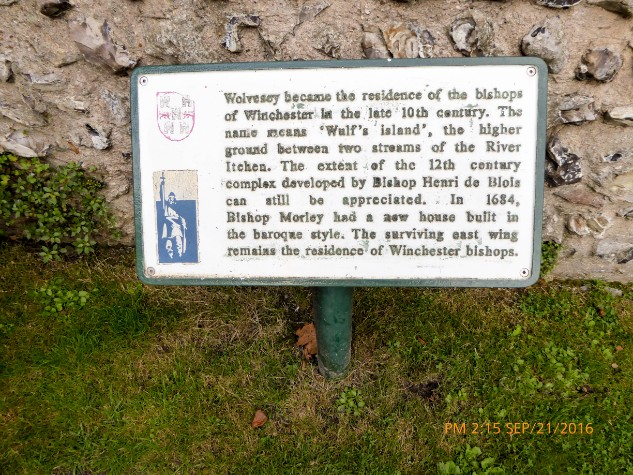 Wolvesey became the residence of the bishops
of Winchester in the late 10th century. The
name means 'Wulf's island', the higher
ground between two streams of the River
Itchen. The extent of the 12th century
complex developed by Bishop Henri de Blois
can still be appreciated. In 1684,
Bishop Morley had a new house built in
the baroque style. The surviving east wing
remains the residence of Winchester bishops.
PM 2:15 SEP/21/2016